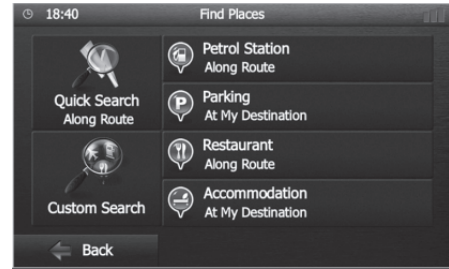 18:40 Find Places
Quick Search
Along Route
Custom Search
Petrol Station
Along Route
P Parking
At My Destination
Restaurant
Along Route
Accommodation
At My Destination
Back